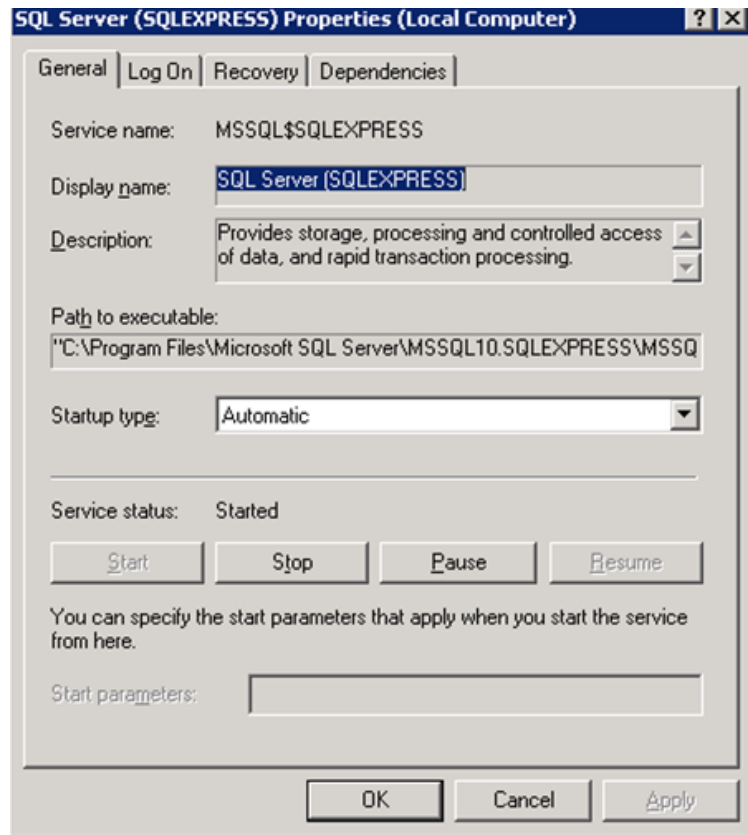 SQL Server (SQLEXPRESS) Properties (Local Computer)
General Log On Recovery Dependencies
Service name: MSSQL$SQLEXPRESS
Display name: SQL Server (SQLEXPRESS)
Description: Provides storage, processing and controlled access
of data, and rapid transaction processing.
Path to executable:
"C:\Program Files\Microsoft SQL Server\MSSQL10.SQLEXPRESS\MSSQ
Startup type: Automatic
Service status: Started
Start Stop Pause Resume
You can specify the start parameters that apply when you start the service
from here.
Start parameters:
OK Cancel Apply